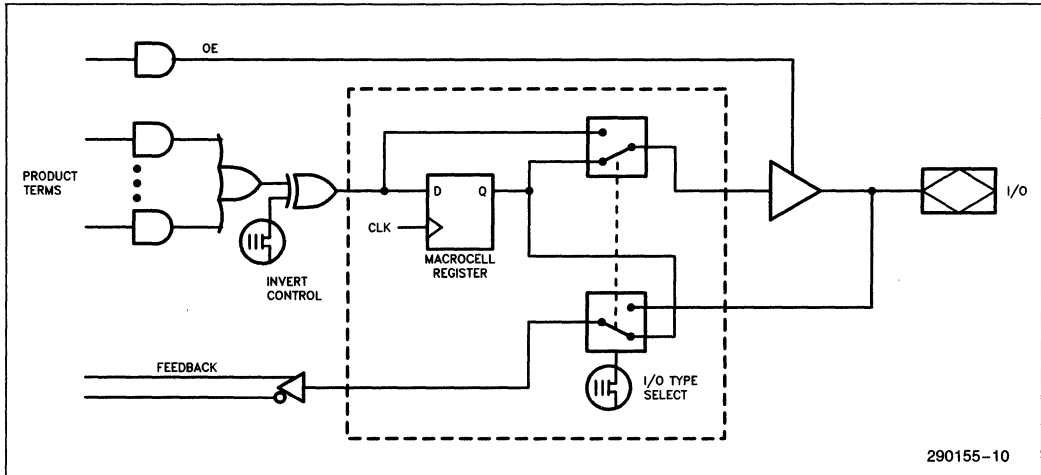 OE
PRODUCT
TERMS
I/O
D
Q
CLK
MACROCELL
REGISTER
INVERT
CONTROL
FEEDBACK
I/O TYPE
SELECT
290155-10